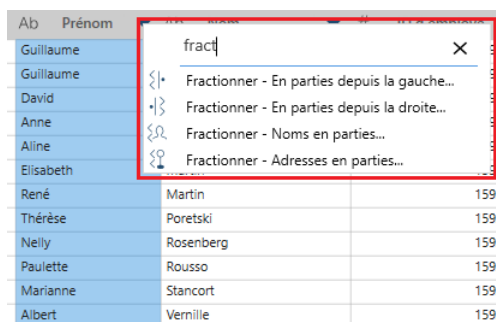 Ab Prénom
fract
Fractionner - En parties depuis la gauche...
Fractionner - En parties depuis la droite...
Fractionner - Noms en parties...
Fractionner - Adresses en parties...
Guillaume
Guillaume
David
Anne
Aline
Elisabeth
René Martin 159
Thérèse Poretski 159
Nelly Rosenberg 159
Paulette Rousso 159
Marianne Stancort 159
Albert Vernille 159